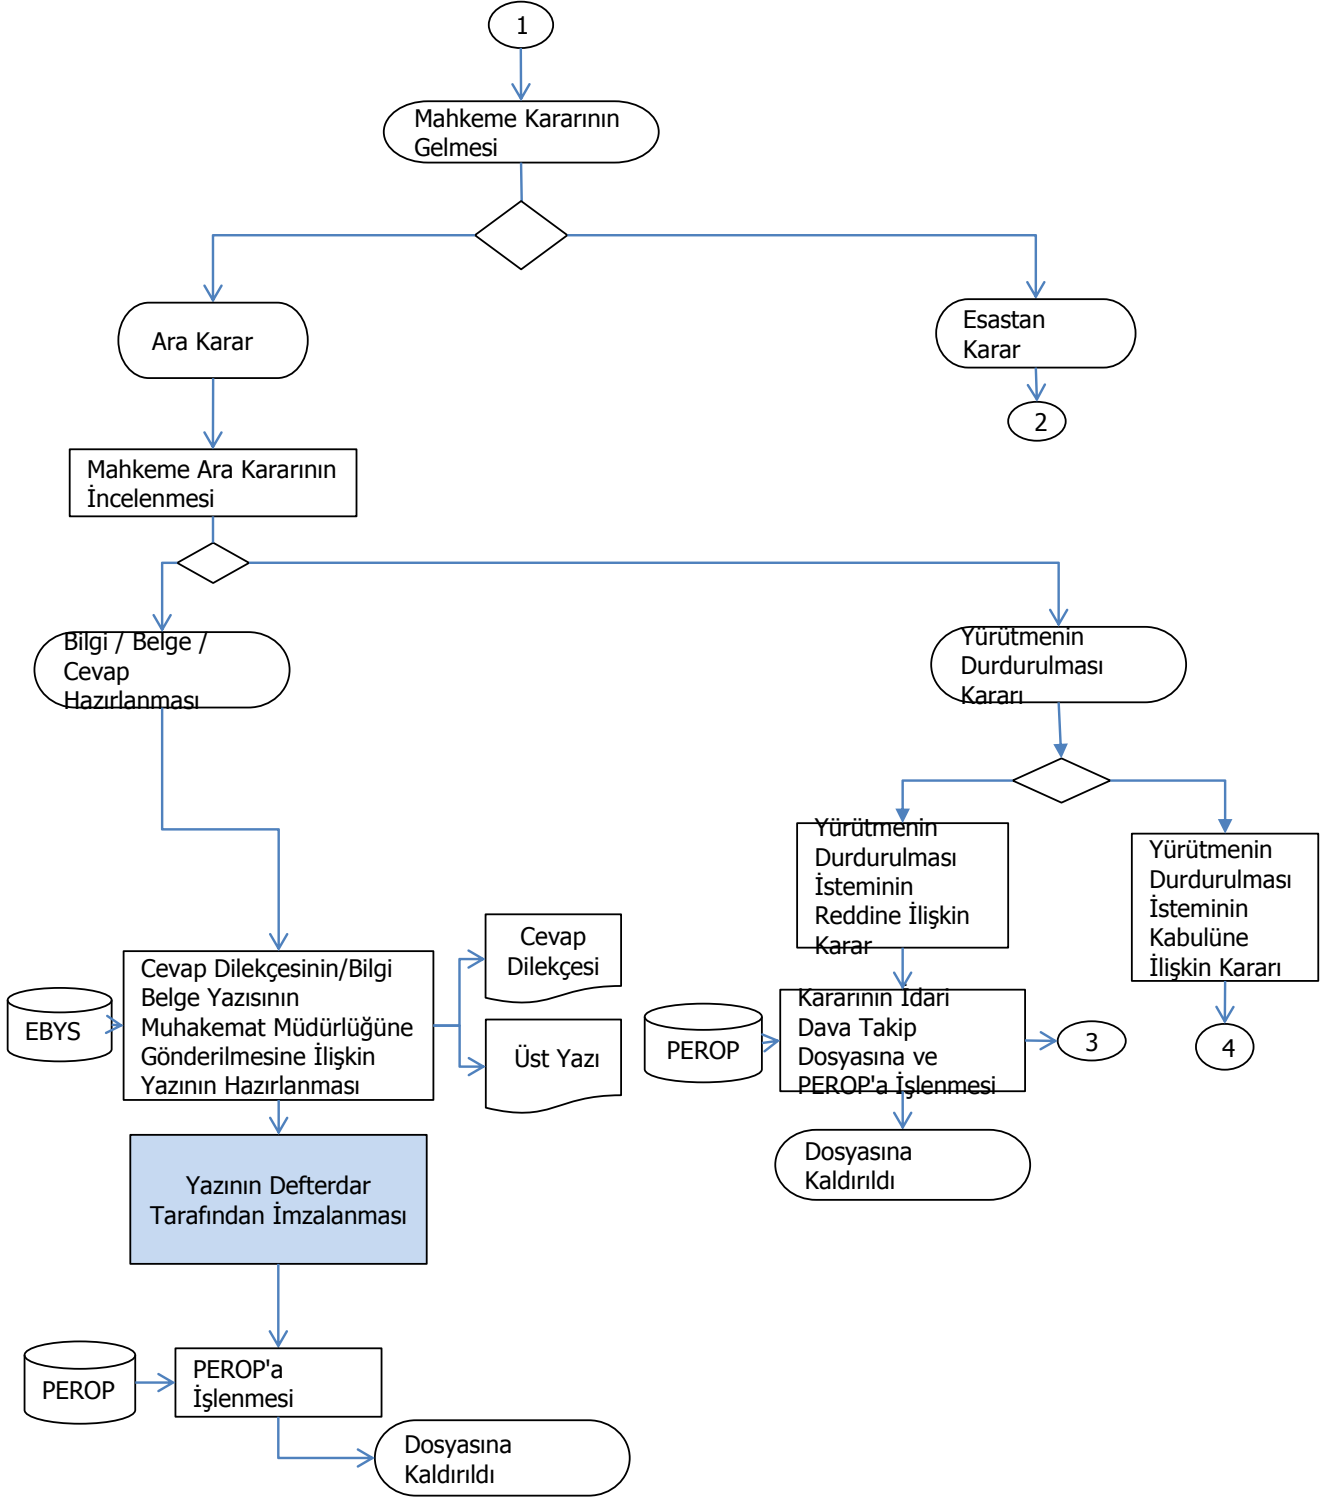 1
Mahkeme Kararının
Gelmesi
Ara Karar
Esastan
Karar
2
Mahkeme Ara Kararının
İncelenmesi
Bilgi / Belge /
Cevap
Hazırlanması
Yürütmenin
Durdurulması
Kararı
Yürütmenin
Durdurulması
İsteminin
Reddine İlişkin
Karar
Yürütmenin
Durdurulması
İsteminin
Kabulüne
İlişkin Kararı
Cevap
Dilekçesi
Cevap Dilekçesinin/Bilgi
Belge Yazısının
Muhakemat Müdürlüğüne
Gönderilmesine İlişkin
Yazının Hazırlanması
EBYS
Üst Yazı
PEROP
Kararının İdari
Dava Takip
Dosyasına ve
PEROP'a İşlenmesi
3
4
Dosyasına
Kaldırıldı
Yazının Defterdar
Tarafından İmzalanması
PEROP
PEROP'a
İşlenmesi
Dosyasına
Kaldırıldı